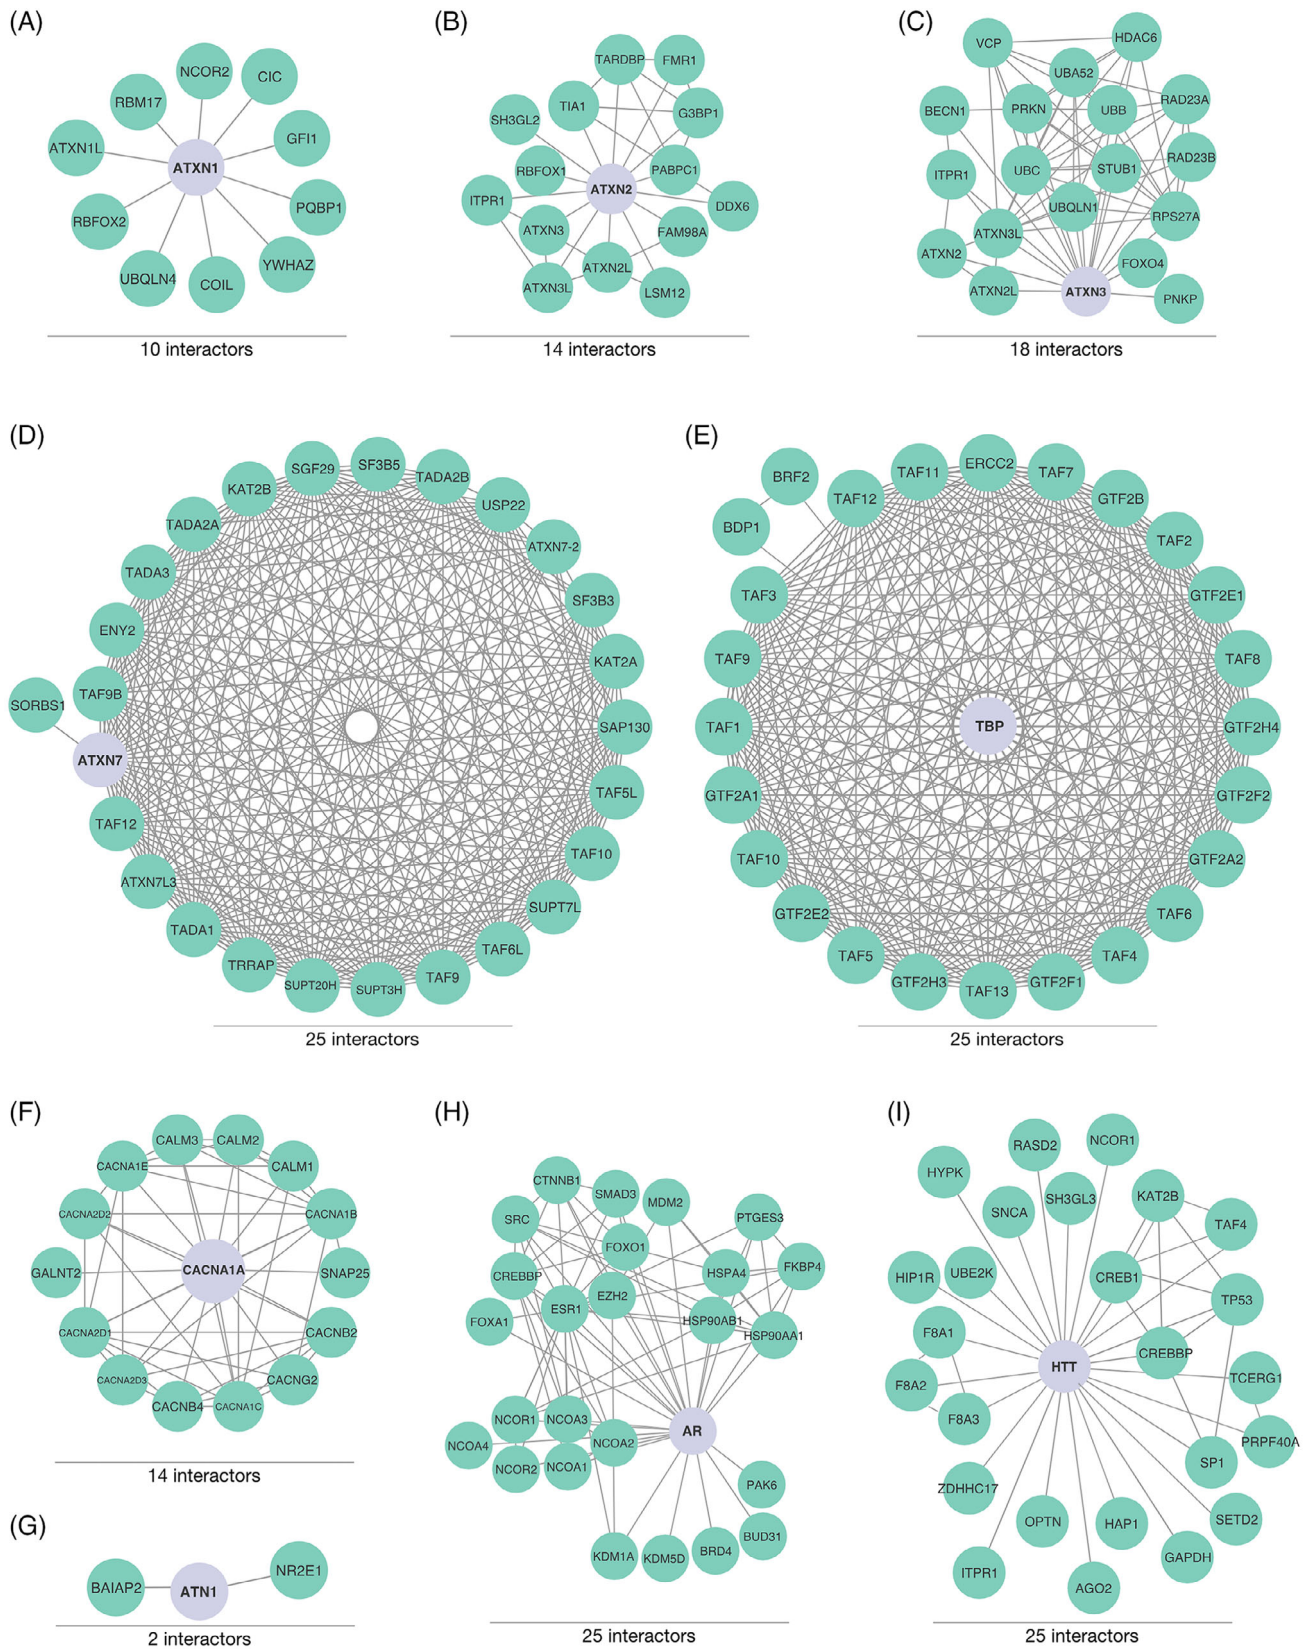 (A)
NCOR2
CIC
RBM17
GFI1
ATXN1L
ATXN1
PQBP1
RBFOX2
YWHAZ
UBQLN4
COIL
10 interactors
(B)
TARDBP
FMR1
TIA1
G3BP1
SH3GL2
RBFOX1
PABPC1
ATXN2
ITPR1
DDX6
ATXN3
FAM98A
ATXN2L
ATXN3L
LSM12
14 interactors
(C)
VCP
HDAC6
UBA52
RAD23A
BECN1
PRKN
UBB
RAD23B
ITPR1
UBC
STUB1
UBQLN1
RPS27A
ATXN3L
ATXN2
FOXO4
ATXN2L
ATXN3
PNKP
18 interactors
(D)
SGF29
SF3B5
TADA2B
KAT2B
USP22
TADA2A
ATXN7-2
TADA3
SF3B3
ENY2
KAT2A
TAF9B
SORBS1
SAP130
ATXN7
TAF5L
TAF12
TAF10
ATXN7L3
SUPT7L
TADA1
TAF6L
TRRAP
SUPT20H
SUPT3H
TAF9
25 interactors
(E)
BRF2
TAF12
TAF11
ERCC2
TAF7
GTF2B
BDP1
TAF2
TAF3
GTF2E1
TAF9
TAF8
TAF1
TBP
GTF2H4
GTF2A1
GTF2F2
TAF10
GTF2A2
GTF2E2
TAF6
TAF5
TAF4
GTF2H3
TAF13
GTF2F1
25 interactors
(F)
CALM3
CALM2
CACNA1E
CALM1
CACNA2D2
CACNA1B
GALNT2
CACNA1A
SNAP25
CACNA2D1
CACNB2
CACNA2D3
CACNG2
CACNB4
CACNA1C
14 interactors
(G)
BAIAP2
ATN1
NR2E1
2 interactors
(H)
CTNNB1
SMAD3
MDM2
SRC
PTGES3
FOXO1
CREBBP
HSPA4
FKBP4
EZH2
ESR1
FOXA1
HSP90AB1
HSP90AA1
NCOR1
NCOA3
AR
NCOA4
NCOA2
NCOR2
NCOA1
PAK6
BUD31
KDM1A
KDM5D
BRD4
25 interactors
(I)
RASD2
NCOR1
HYPK
SH3GL3
KAT2B
SNCA
TAF4
HIP1R
UBE2K
CREB1
TP53
F8A1
HTT
CREBBP
F8A2
TCERG1
F8A3
PRPF40A
SP1
ZDHHC17
OPTN
HAP1
SETD2
ITPR1
GAPDH
AGO2
25 interactors